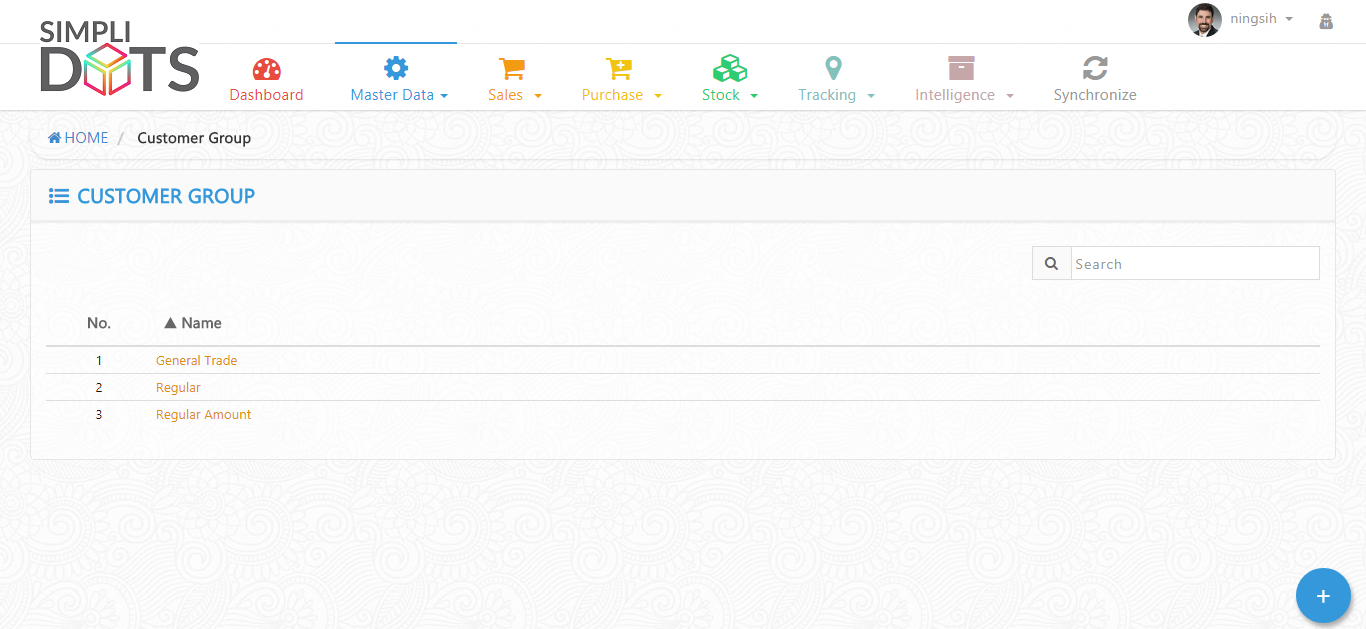 SIMPLI
DOTS
ningsih
Dashboard
Master Data
Sales
Purchase
Stock
Tracking
Intelligence
Synchronize
HOME / Customer Group
CUSTOMER GROUP
Search
No. ▲ Name
1 General Trade
2 Regular
3 Regular Amount
+